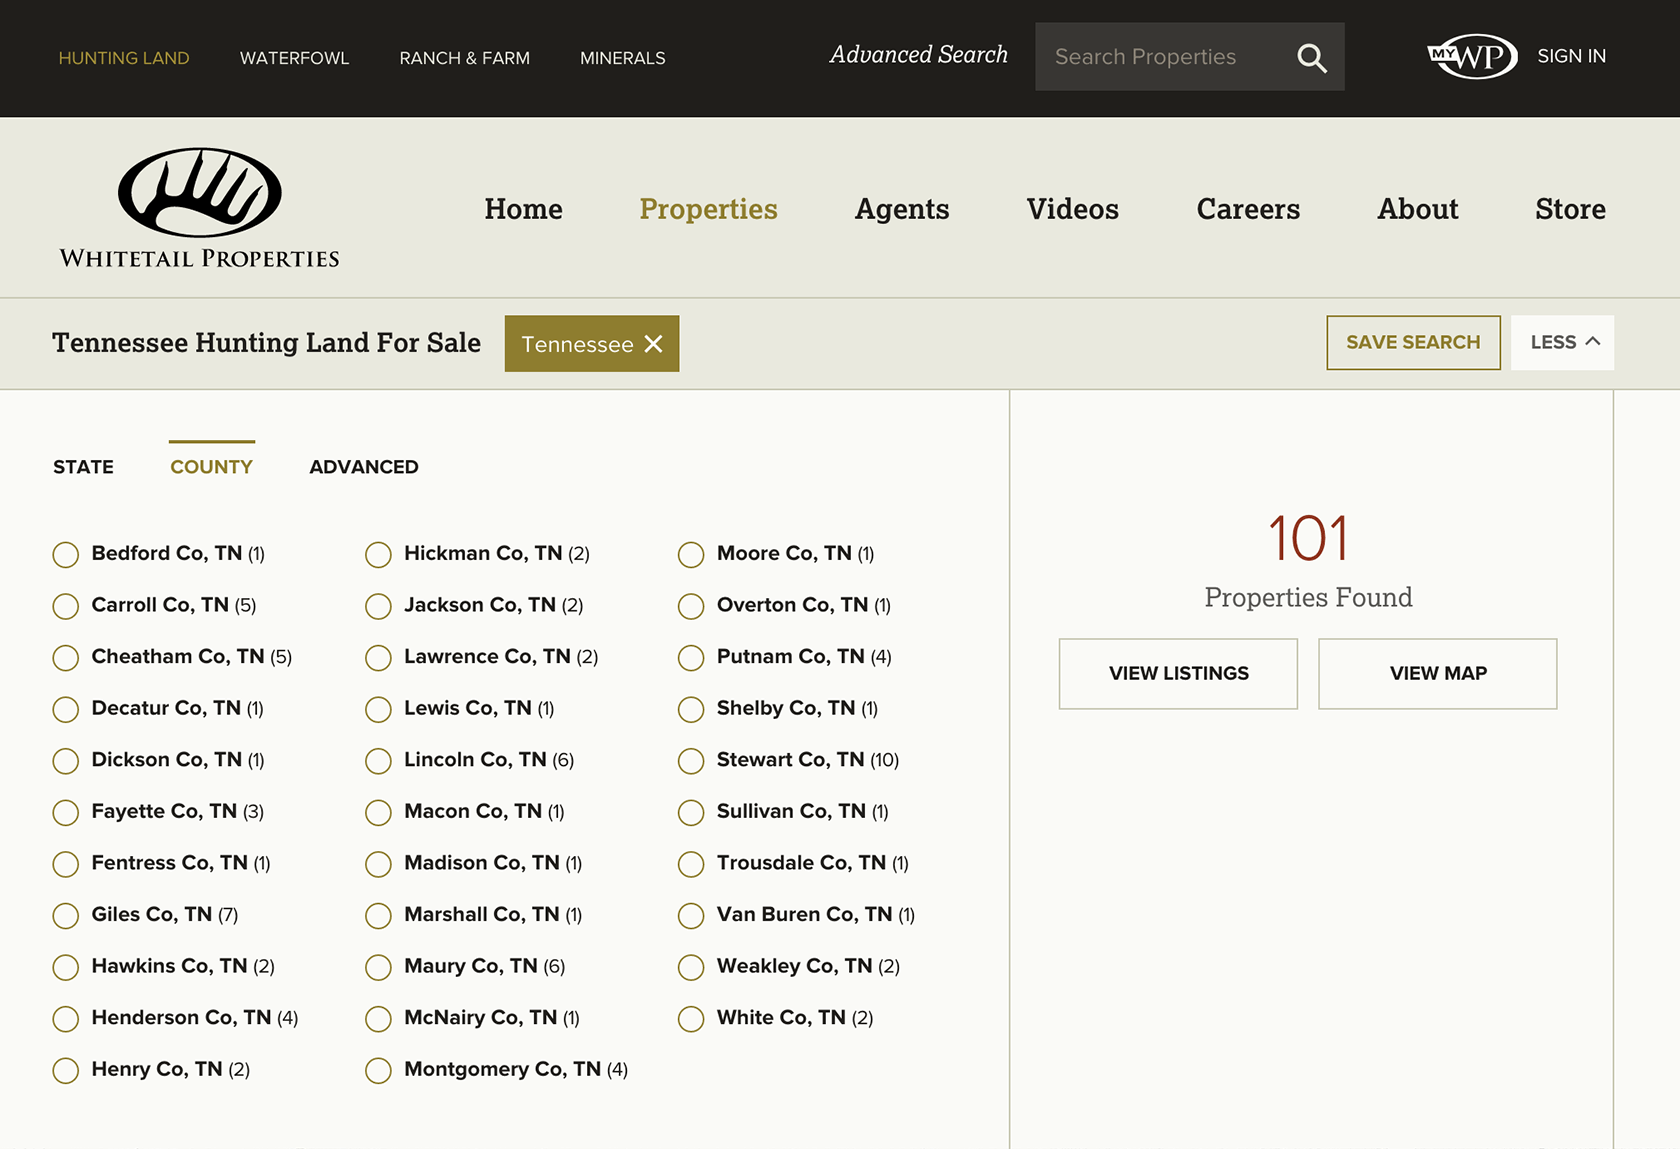 HUNTING LAND WATERFOWL RANCH & FARM MINERALS Advanced Search Search Properties MY WP SIGN IN
WHITETAIL PROPERTIES
Home Properties Agents Videos Careers About Store
Tennessee Hunting Land For Sale Tennessee SAVE SEARCH LESS
STATE COUNTY ADVANCED
Bedford Co, TN (1)
Carroll Co, TN (5)
Cheatham Co, TN (5)
Decatur Co, TN (1)
Dickson Co, TN (1)
Fayette Co, TN (3)
Fentress Co, TN (1)
Giles Co, TN (7)
Hawkins Co, TN (2)
Henderson Co, TN (4)
Henry Co, TN (2)
Hickman Co, TN (2)
Jackson Co, TN (2)
Lawrence Co, TN (2)
Lewis Co, TN (1)
Lincoln Co, TN (6)
Macon Co, TN (1)
Madison Co, TN (1)
Marshall Co, TN (1)
Maury Co, TN (6)
McNairy Co, TN (1)
Montgomery Co, TN (4)
Moore Co, TN (1)
Overton Co, TN (1)
Putnam Co, TN (4)
Shelby Co, TN (1)
Stewart Co, TN (10)
Sullivan Co, TN (1)
Trousdale Co, TN (1)
Van Buren Co, TN (1)
Weakley Co, TN (2)
White Co, TN (2)
101
Properties Found
VIEW LISTINGS VIEW MAP